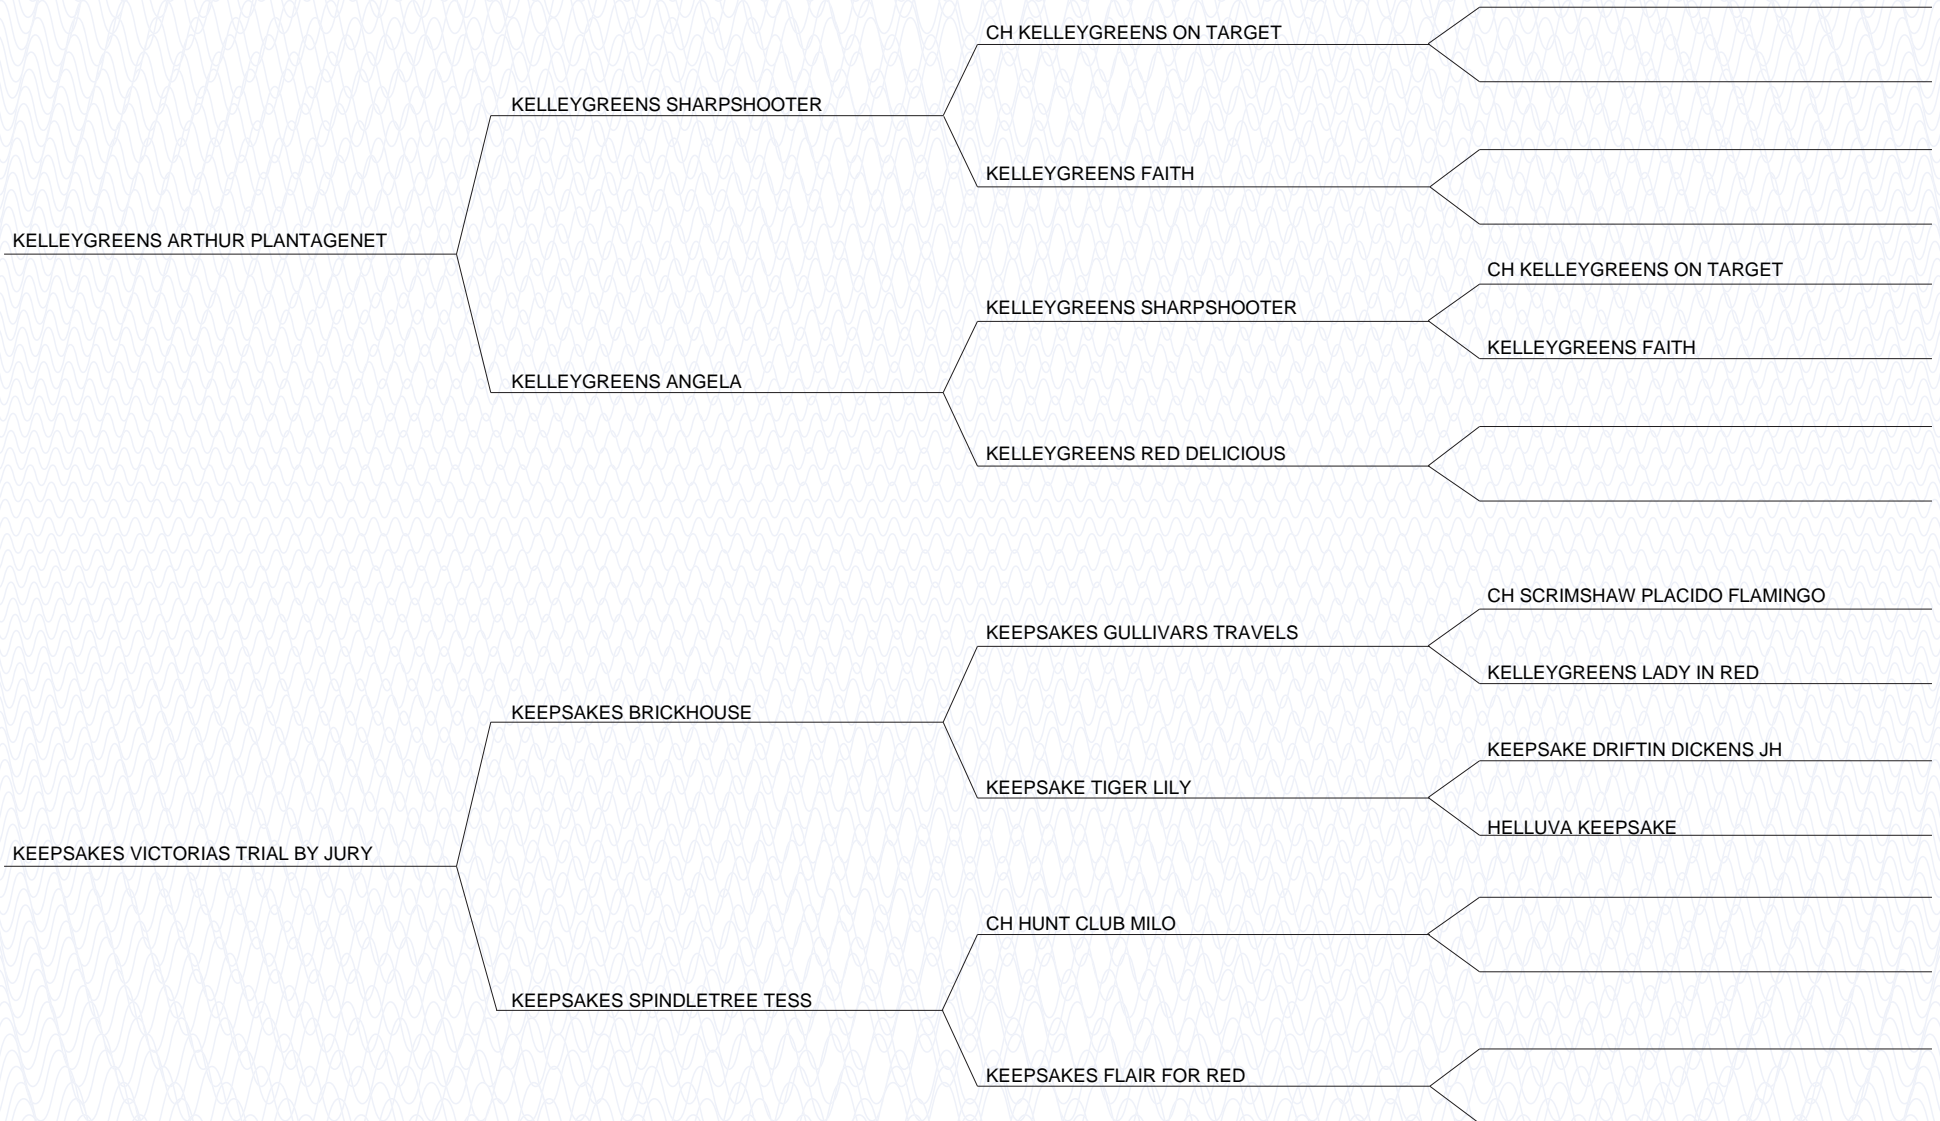 CH KELLEYGREENS ON TARGET
KELLEYGREENS SHARPSHOOTER
KELLEYGREENS FAITH
KELLEYGREENS ARTHUR PLANTAGENET
CH KELLEYGREENS ON TARGET
KELLEYGREENS SHARPSHOOTER
KELLEYGREENS FAITH
KELLEYGREENS ANGELA
KELLEYGREENS RED DELICIOUS
CH SCRIMSHAW PLACIDO FLAMINGO
KEEPSAKES GULLIVARS TRAVELS
KELLEYGREENS LADY IN RED
KEEPSAKES BRICKHOUSE
KEEPSAKE DRIFTIN DICKENS JH
KEEPSAKE TIGER LILY
HELLUVA KEEPSAKE
KEEPSAKES VICTORIAS TRIAL BY JURY
CH HUNT CLUB MILO
KEEPSAKES SPINDLETREE TESS
KEEPSAKES FLAIR FOR RED